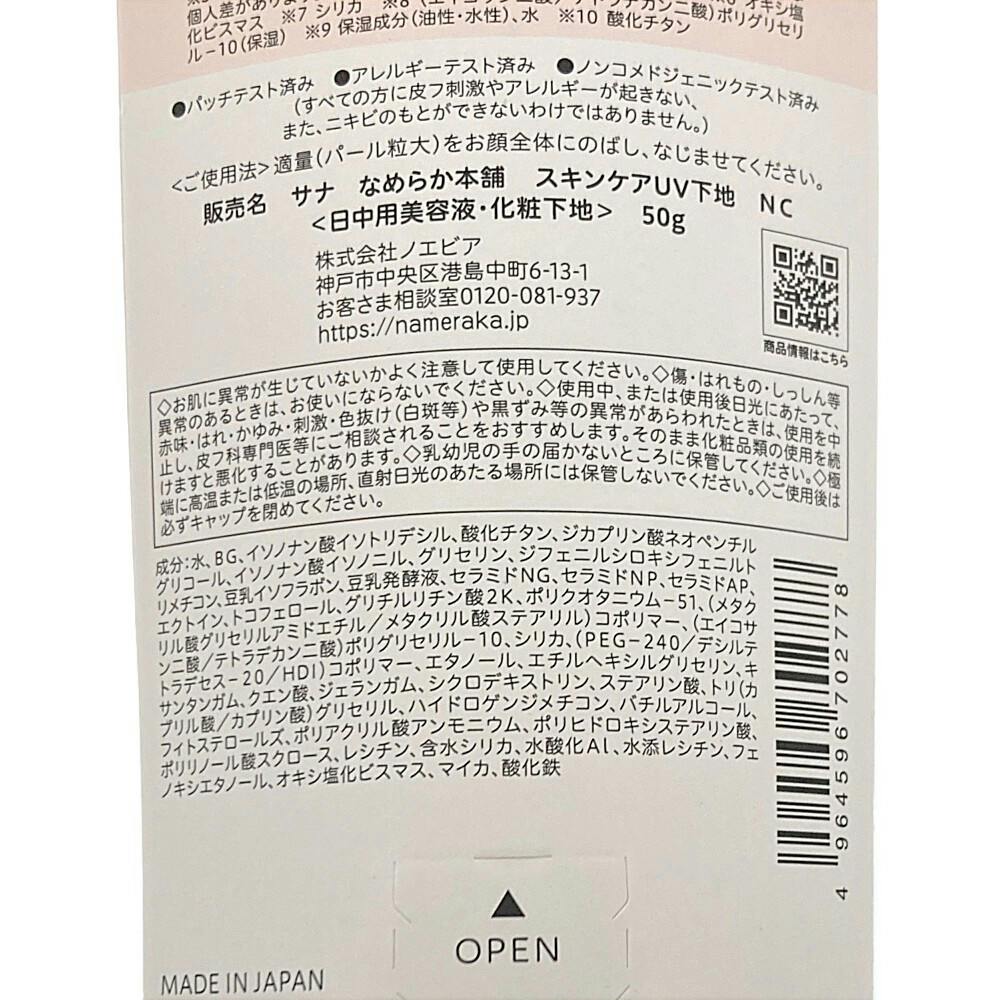 個人差があります
化ビスマス ※7 シリカ ※8 (エイコサン二酸/テトラデカン二酸)ポリグリセリ
オキシ塩
ル−10(保湿) ※9 保湿成分(油性・水性)、水 ※10 酸化チタン
●パッチテスト済み ●アレルギーテスト済み ●ノンコメドジェニックテスト済み
(すべての方に皮フ刺激やアレルギーが起きない、
また、ニキビのもとができないわけではありません。)
<ご使用法>適量(パール粒大)をお顔全体にのばし、なじませてください。
販売名 サナ なめらか本舗 スキンケアUV下地 NC
<日中用美容液・化粧下地> 50g
株式会社ノエビア
神戸市中央区港島中町6-13-1
お客さま相談室0120-081-937
https://nameraka.jp
商品情報はこちら
◇お肌に異常が生じていないかよく注意して使用してください。◇傷・はれもの・しっしん等
異常のあるときは、お使いにならないでください。◇使用中、または使用後日光にあたって、
赤味・はれ・かゆみ・刺激・色抜け(白斑等)や黒ずみ等の異常があらわれたときは、使用を中
止し、皮フ科専門医等にご相談されることをおすすめします。そのまま化粧品類の使用を続
けますと悪化することがあります。◇乳幼児の手の届かないところに保管してください。◇極
端に高温または低温の場所、直射日光のあたる場所には保管しないでください。◇ご使用後は
必ずキャップを閉めてください。
成分:水、BG、イソノナン酸イソトリデシル、酸化チタン、ジカプリン酸ネオペンチル
グリコール、イソノナン酸イソノニル、グリセリン、ジフェニルシロキシフェニルト
リメチコン、豆乳イソフラボン、豆乳発酵液、セラミドNG、セラミドNP、セラミドAP、
エクトイン、トコフェロール、グリチルリチン酸2K、ポリクオタニウム−51、(メタク
リル酸グリセリルアミドエチル/メタクリル酸ステアリル)コポリマー、(エイコサ
ン二酸/テトラデカン二酸)ポリグリセリル−10、シリカ、(PEG−240/デシルテ
トラデセス−20/HDI)コポリマー、エタノール、エチルヘキシルグリセリン、キ
サンタンガム、クエン酸、ジェランガム、シクロデキストリン、ステアリン酸、トリ(カ
プリル酸/カプリン酸)グリセリル、ハイドロゲンジメチコン、バチルアルコール、
フィトステロールズ、ポリアクリル酸アンモニウム、ポリヒドロキシステアリン酸、
ポリリノール酸スクロース、レシチン、含水シリカ、水酸化Al、水添レシチン、フェ
ノキシエタノール、オキシ塩化ビスマス、マイカ、酸化鉄
4 964596 702778
OPEN
MADE IN JAPAN